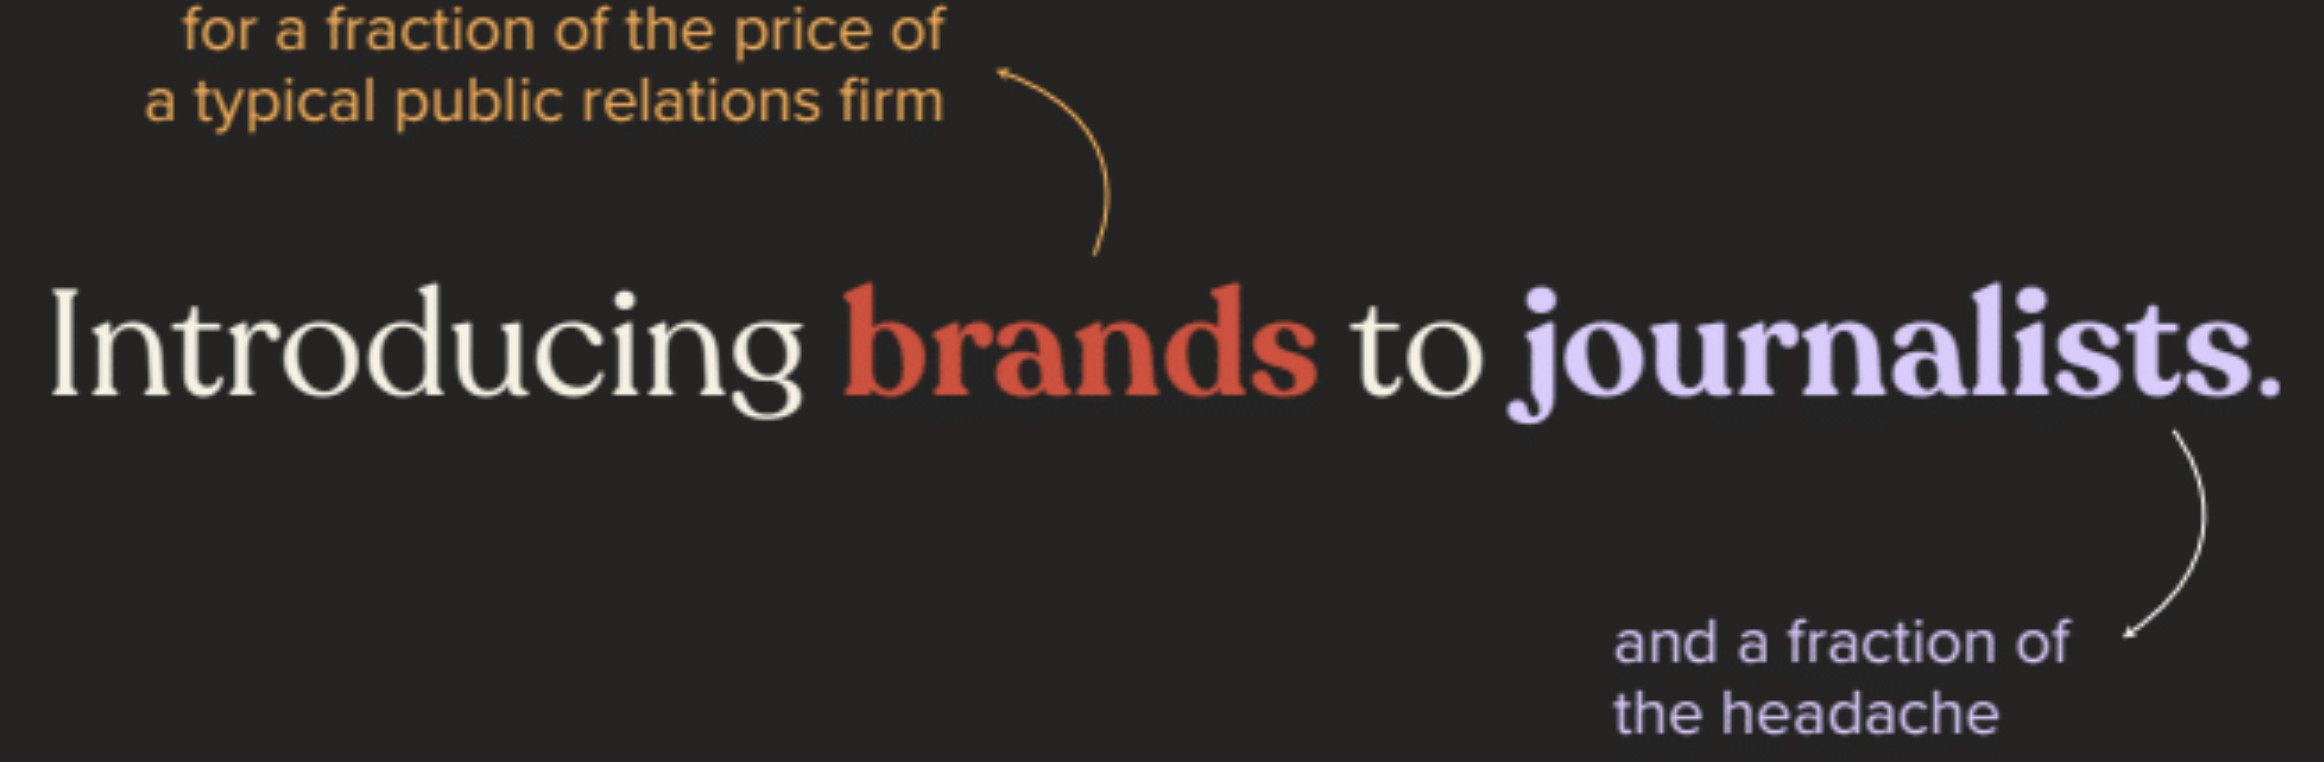 for a fraction of the price of
a typical public relations firm
Introducing brands to journalists.
and a fraction of
the headache